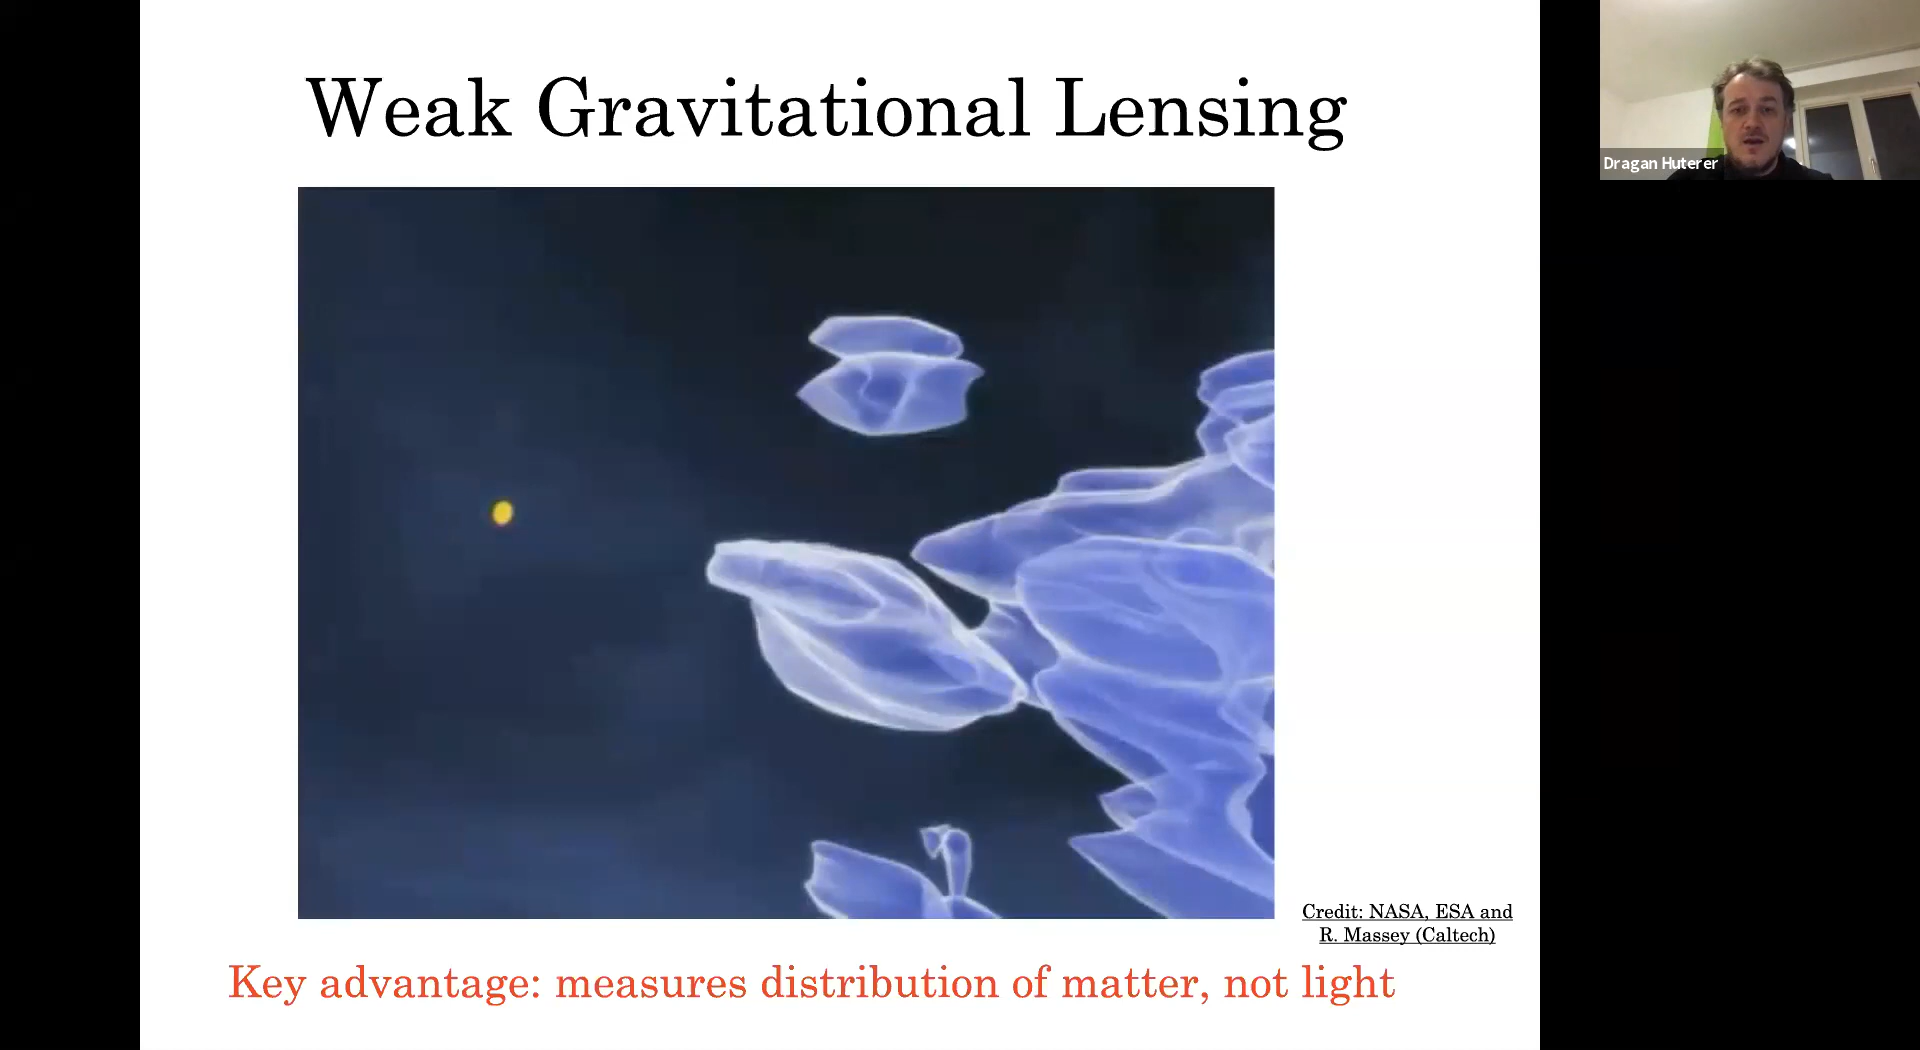 Weak Gravitational Lensing
Dragan Huterer
Credit: NASA, ESA and
R. Massey (Caltech)
Key advantage: measures distribution of matter, not light